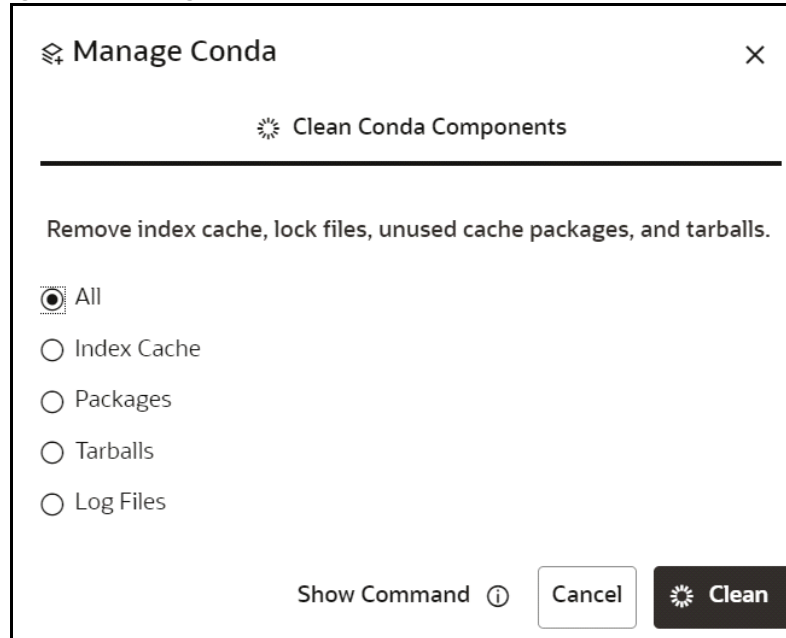 Manage Conda
Clean Conda Components
Remove index cache, lock files, unused cache packages, and tarballs.
All
Index Cache
Packages
Tarballs
Log Files
Show Command Cancel Clean